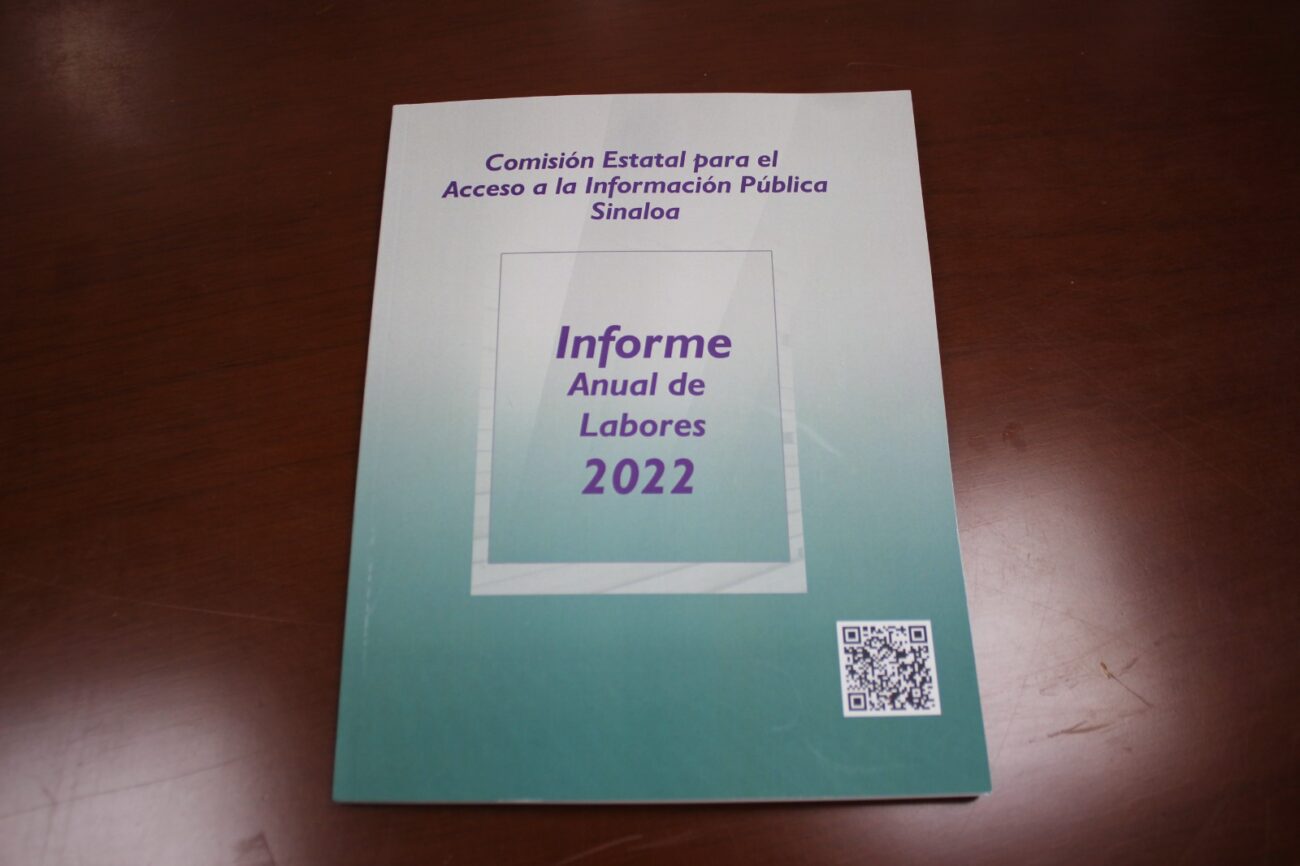 Comisión Estatal para el
Acceso a la Información Pública
Sinaloa
Informe
Anual de
Labores
2022